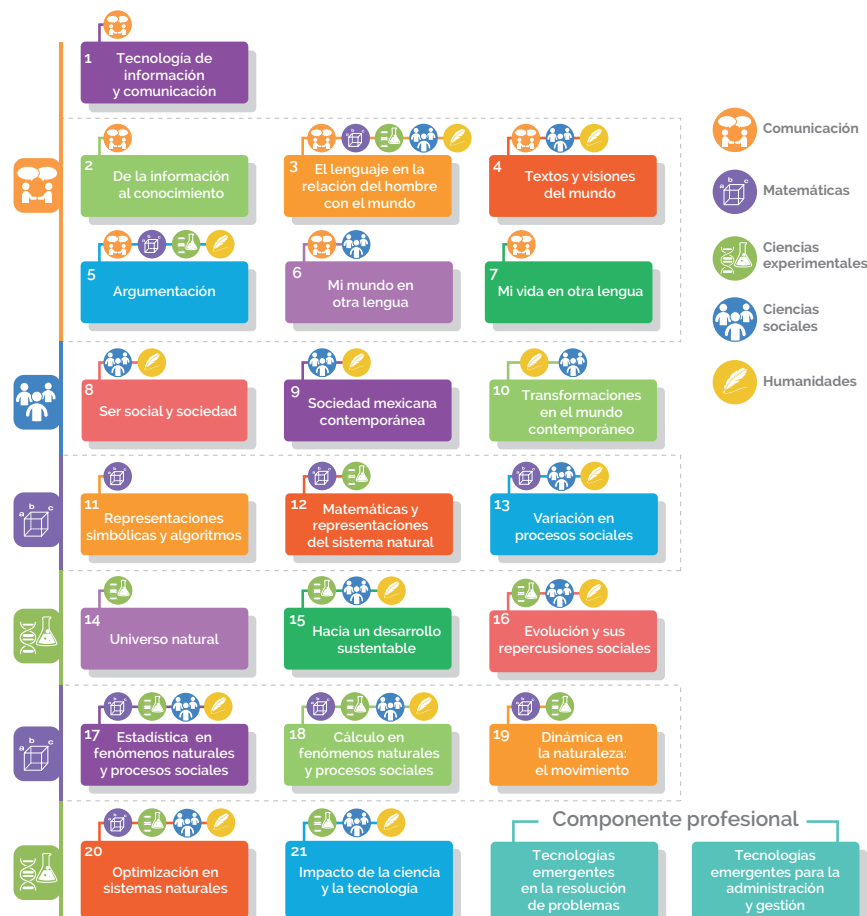 1
Tecnología de
información
y comunicación
2
De la información
al conocimiento
3
El lenguaje en la
relación del hombre
con el mundo
4
Textos y visiones
del mundo
5
Argumentación
6
Mi mundo en
otra lengua
7
Mi vida en otra lengua
8
Ser social y sociedad
9
Sociedad mexicana
contemporánea
10
Transformaciones
en el mundo
contemporáneo
a b c
11
Representaciones
simbólicas y algoritmos
12
Matemáticas y
representaciones
del sistema natural
13
Variación en
procesos sociales
14
Universo natural
15
Hacia un desarrollo
sustentable
16
Evolución y sus
repercusiones sociales
a b c
17
Estadística en
fenómenos naturales
y procesos sociales
18
Cálculo en
fenómenos naturales
y procesos sociales
19
Dinámica en
la naturaleza:
el movimiento
20
Optimización en
sistemas naturales
21
Impacto de la ciencia
y la tecnología
Componente profesional
Tecnologías
emergentes
en la resolución
de problemas
Tecnologías
emergentes para la
administración
y gestión
Comunicación
a b c
Matemáticas
Ciencias
experimentales
Ciencias
sociales
Humanidades